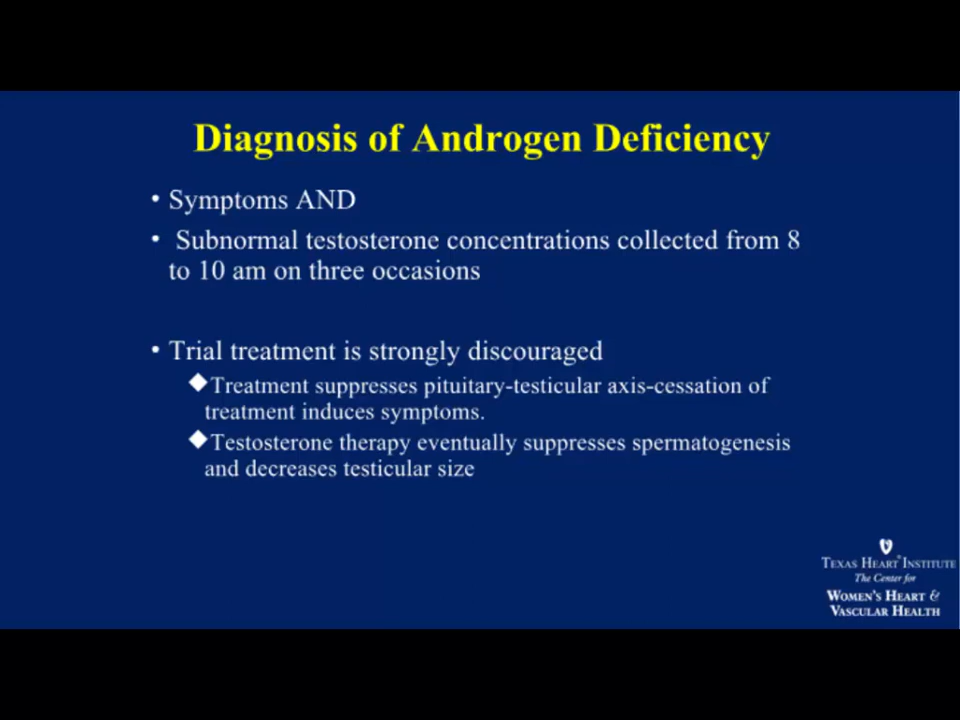 Diagnosis of Androgen Deficiency
• Symptoms AND
• Subnormal testosterone concentrations collected from 8
to 10 am on three occasions
• Trial treatment is strongly discouraged
◆Treatment suppresses pituitary-testicular axis-cessation of
treatment induces symptoms.
◆Testosterone therapy eventually suppresses spermatogenesis
and decreases testicular size
TEXAS HEART® INSTITUTE
The Center for
WOMEN'S HEART &
VASCULAR HEALTH